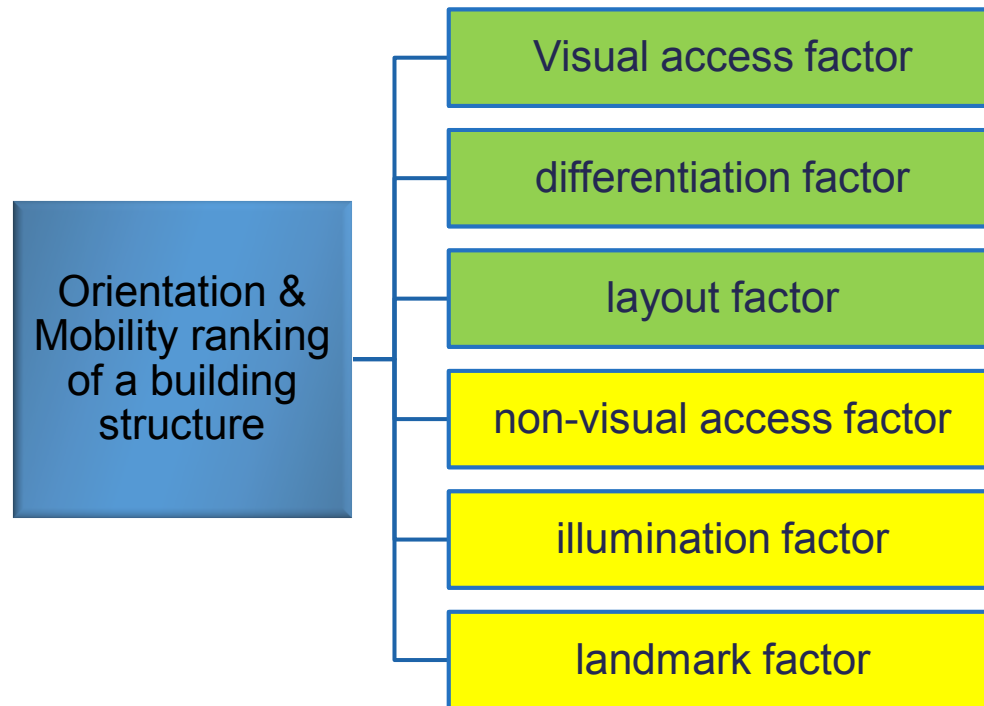 Visual access factor
differentiation factor
layout factor
Orientation &
Mobility ranking
of a building
structure
non-visual access factor
illumination factor
landmark factor